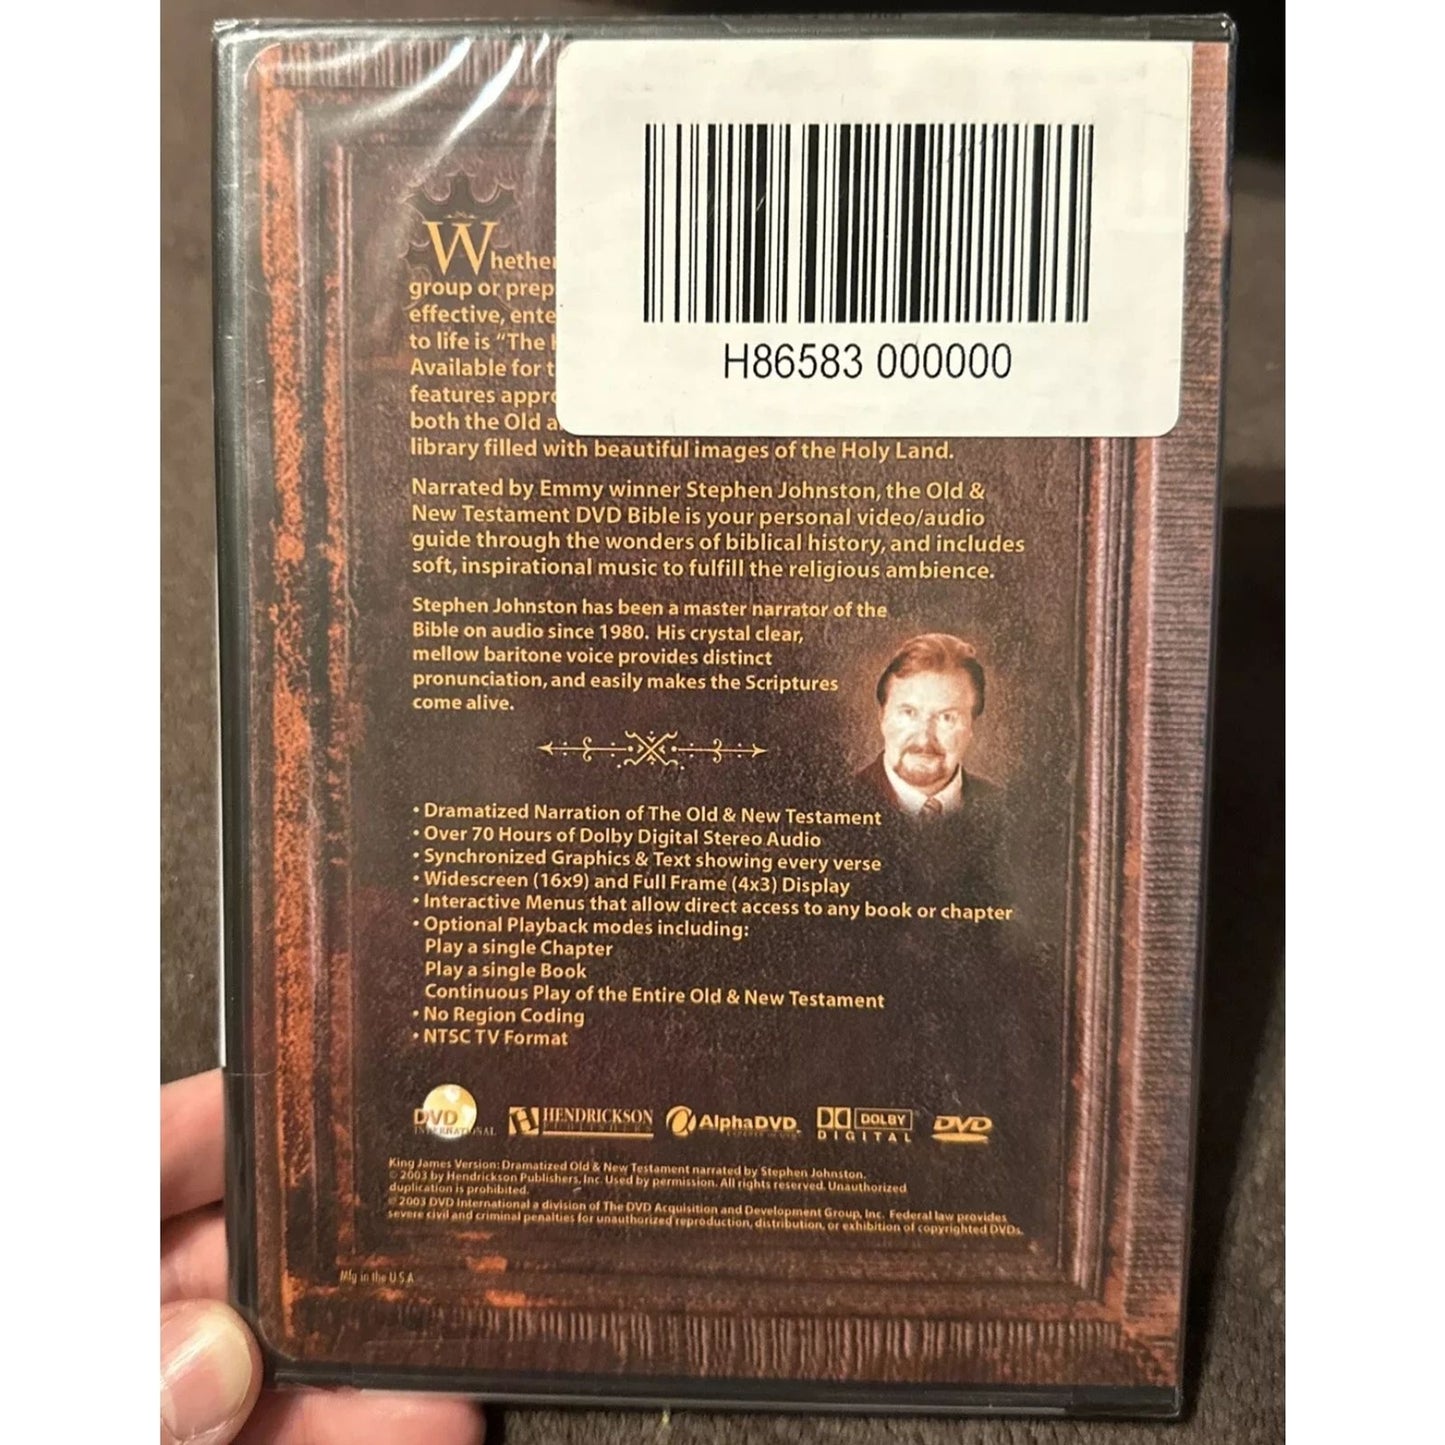 H86583 000000
Whether
group or prep
effective, ente
to life is “The
Available for t
features appro
both the Old a
library filled with beautiful images of the Holy Land.
Narrated by Emmy winner Stephen Johnston, the Old &
New Testament DVD Bible is your personal video/audio
guide through the wonders of biblical history, and includes
soft, inspirational music to fulfill the religious ambience.
Stephen Johnston has been a master narrator of the
Bible on audio since 1980. His crystal clear,
mellow baritone voice provides distinct
pronunciation, and easily makes the Scriptures
come alive.
• Dramatized Narration of The Old & New Testament
• Over 70 Hours of Dolby Digital Stereo Audio
• Synchronized Graphics & Text showing every verse
• Widescreen (16x9) and Full Frame (4x3) Display
• Interactive Menus that allow direct access to any book or chapter
• Optional Playback modes including:
Play a single Chapter
Play a single Book
Continuous Play of the Entire Old & New Testament
• No Region Coding
• NTSC TV Format
DVD INTERNATIONAL HENDRICKSON PUBLISHERS AlphaDVD DOLBY DIGITAL DVD
King James Version: Dramatized Old & New Testament narrated by Stephen Johnston.
© 2003 by Hendrickson Publishers, Inc. Used by permission. All rights reserved. Unauthorized
duplication is prohibited.
© 2003 DVD International a division of The DVD Acquisition and Development Group, Inc. Federal law provides
severe civil and criminal penalties for unauthorized reproduction, distribution, or exhibition of copyrighted DVDs.
Mfg in the U.S.A